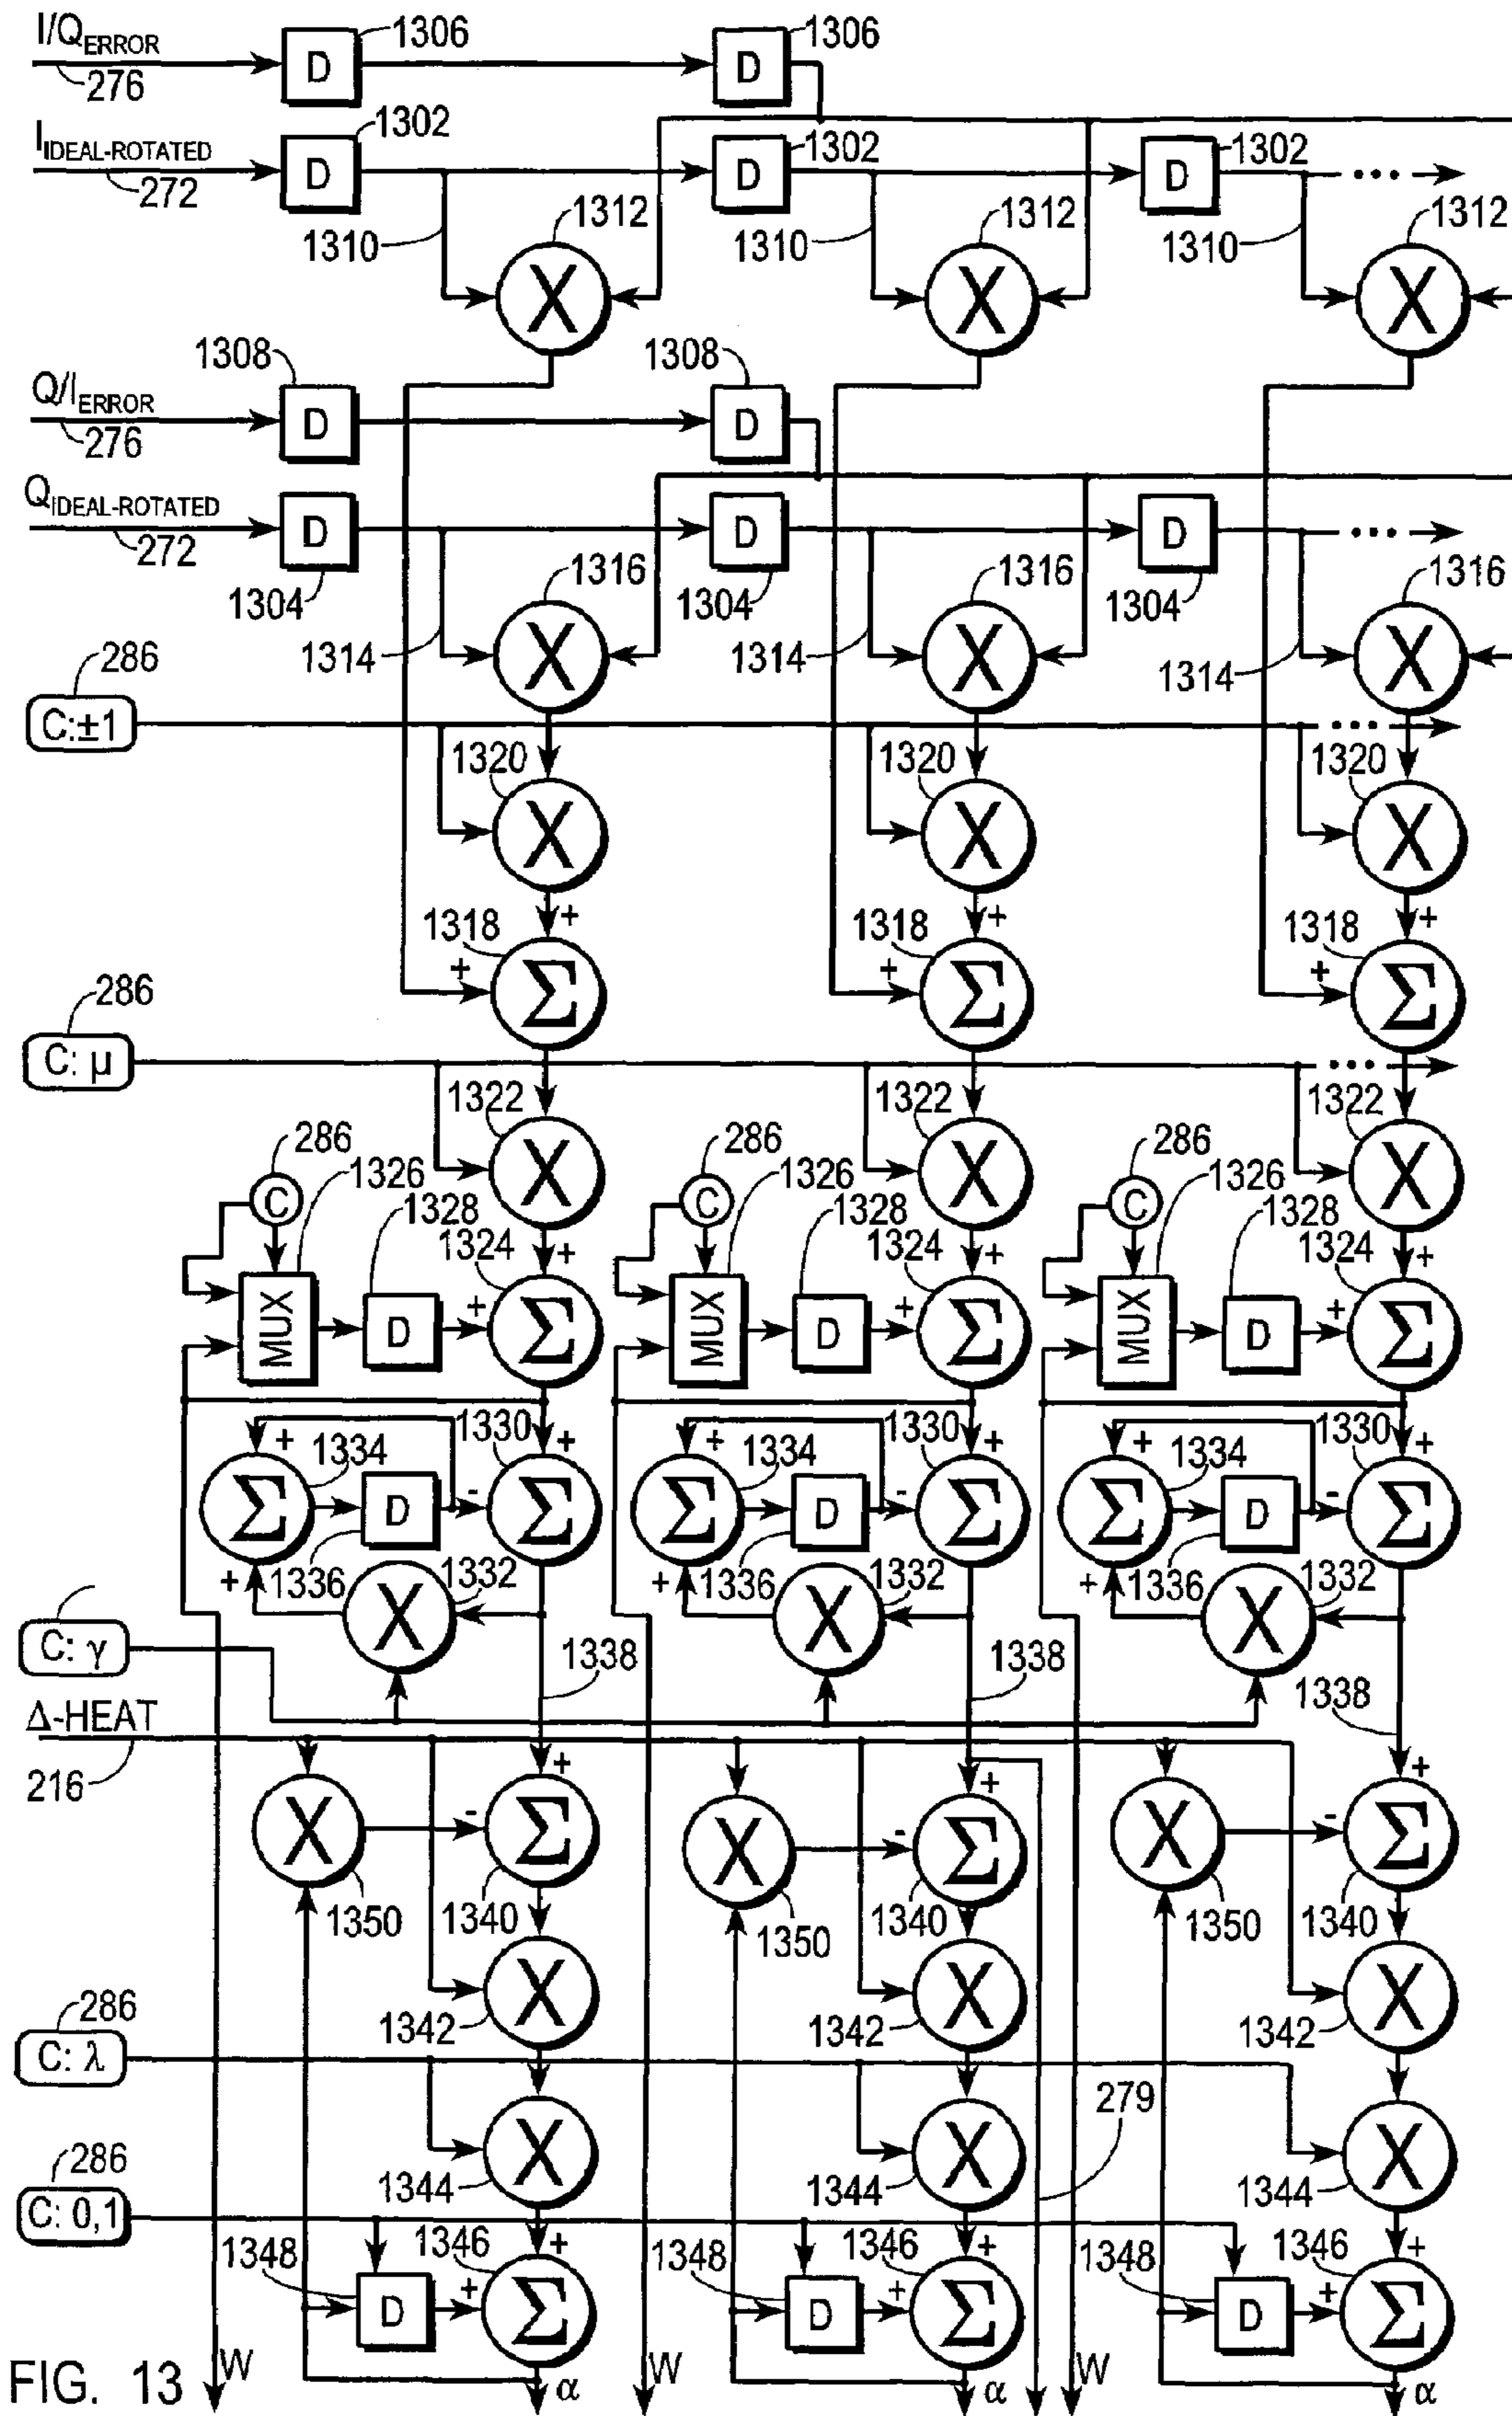 I/Q ERROR
276
D
1306
D
1306
I IDEAL-ROTATED
272
D
1302
D
1302
D
1302
•••
1310
X
1312
1310
X
1312
1310
X
1312
Q/I ERROR
276
1308
D
1308
D
Q IDEAL-ROTATED
272
D
1304
D
1304
D
1304
•••
1314
X
1316
1314
X
1316
1314
X
1316
286
C:±1
•••
1320
X
1320
X
1320
X
+
+
+
1318
+
Σ
1318
+
Σ
1318
+
Σ
286
C: μ
•••
1322
X
1322
X
1322
X
286
C
1326
1328
1324
+
286
C
1326
1328
1324
+
286
C
1326
1328
1324
+
MUX
D
+
Σ
MUX
D
+
Σ
MUX
D
+
Σ
+
1334
1330
+
+
1334
1330
+
+
1334
1330
+
Σ
D
-
Σ
Σ
D
-
Σ
Σ
D
-
Σ
+
1336
X
1332
+
1336
X
1332
+
1336
X
1332
C: γ
1338
1338
1338
Δ-HEAT
216
X
-
+
Σ
X
-
+
Σ
X
-
+
Σ
1350
1340
1350
1340
1350
1340
X
1342
X
1342
X
1342
286
C: λ
279
X
1344
X
1344
X
1344
286
C: 0,1
1348
1346
+
1348
1346
+
1348
1346
+
D
+
Σ
D
+
Σ
D
+
Σ
W
α
W
α
W
α
FIG. 13